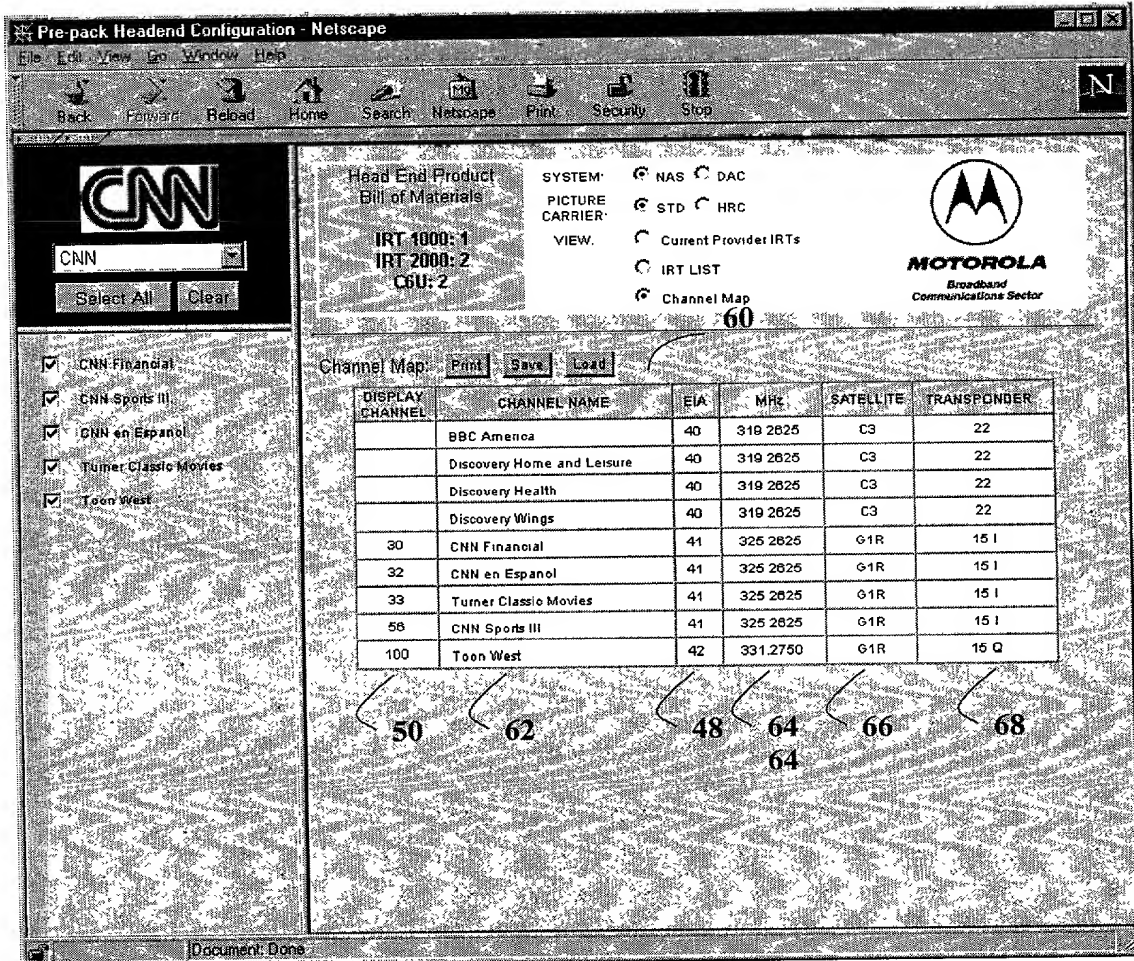 Pre-pack Headend Configuration - Netscape
File Edit View Go Window Help
Back Forward Reload Home Search Netscape Print Security Stop
N
CNN
CNN
Select All Clear
CNN Financial
CNN Sports III
CNN en Espanol
Turner Classic Movies
Toon West
Head End Product
Bill of Materials
IRT 1000: 1
IRT 2000: 2
C6U: 2
SYSTEM: NAS DAC
PICTURE CARRIER: STD HRC
VIEW. Current Provider IRTs
IRT LIST
Channel Map
MOTOROLA
Broadband
Communications Sector
60
Channel Map: Print Save Load
DISPLAY CHANNEL CHANNEL NAME EIA MHz SATELLITE TRANSPONDER
BBC America 40 319 2625 C3 22
Discovery Home and Leisure 40 319 2625 C3 22
Discovery Health 40 319 2625 C3 22
Discovery Wings 40 319 2625 C3 22
30 CNN Financial 41 325 2625 G1R 15 I
32 CNN en Espanol 41 325 2625 G1R 15 I
33 Turner Classic Movies 41 325 2625 G1R 15 I
56 CNN Sports III 41 325 2625 G1R 15 I
100 Toon West 42 331.2750 G1R 15 Q
50 62 48 64 66 68
64
Document: Done